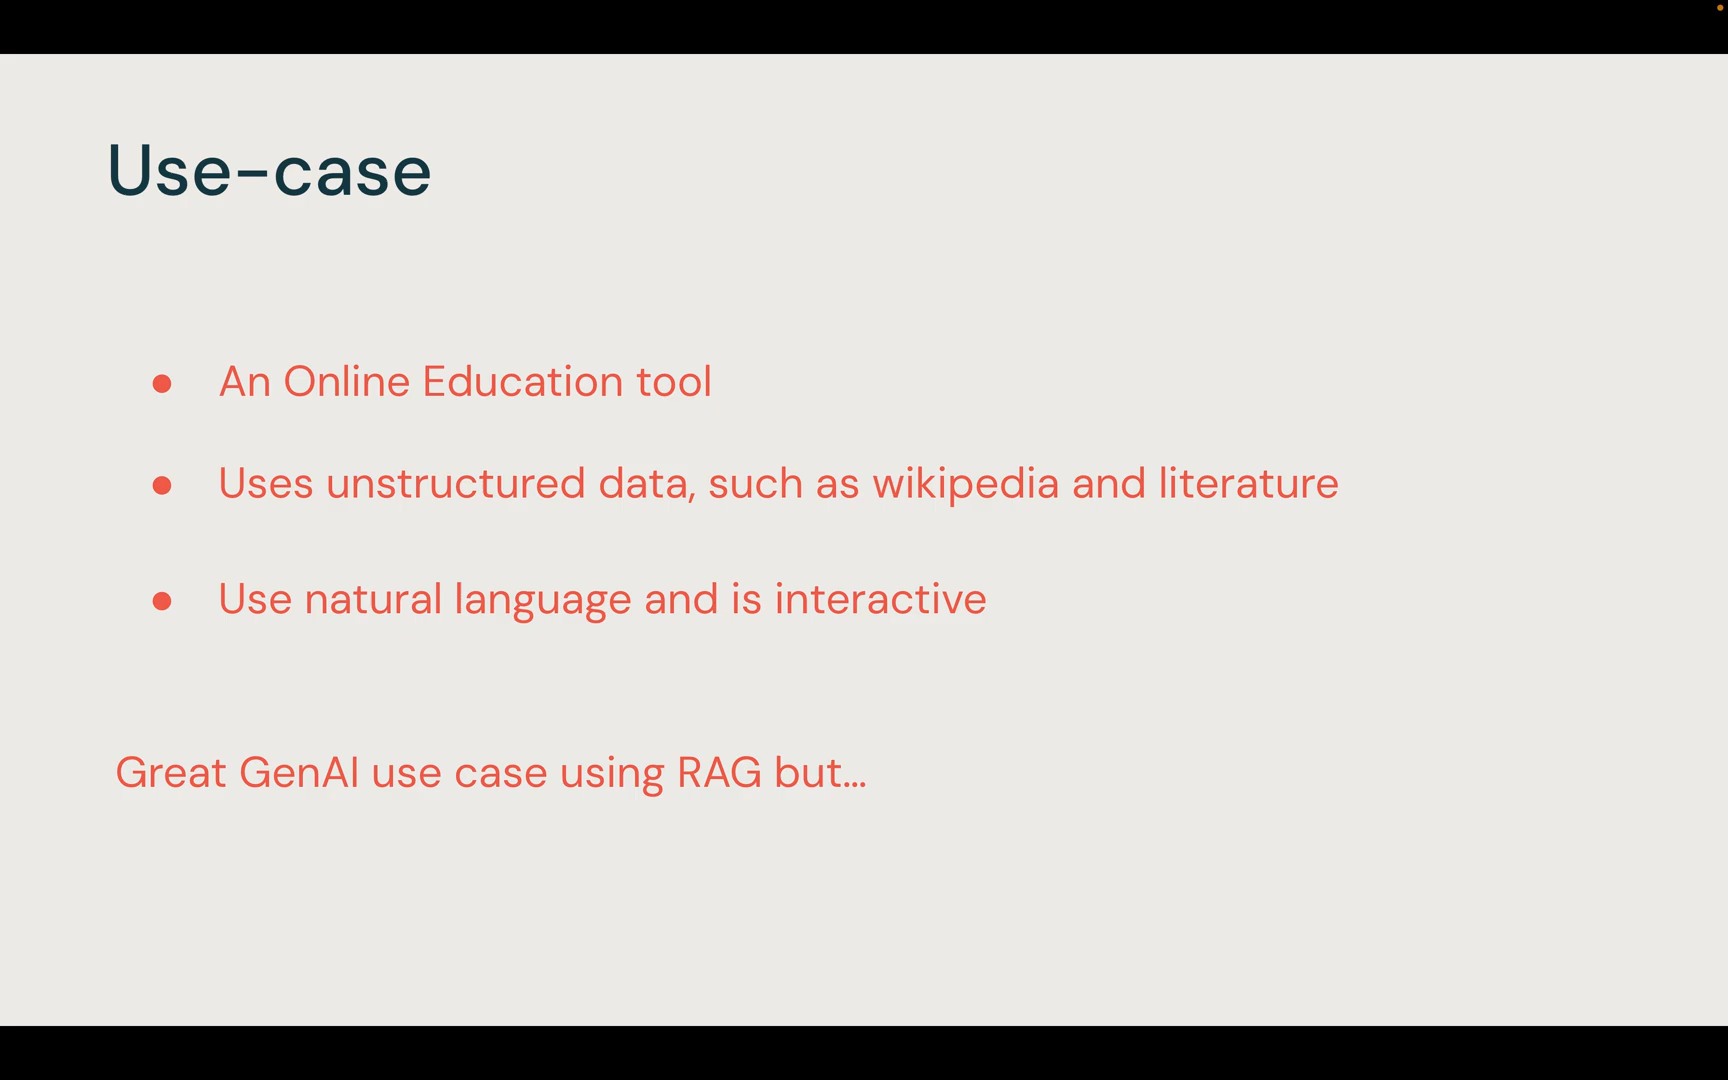 Use-case
● An Online Education tool
● Uses unstructured data, such as wikipedia and literature
● Use natural language and is interactive
Great GenAI use case using RAG but...